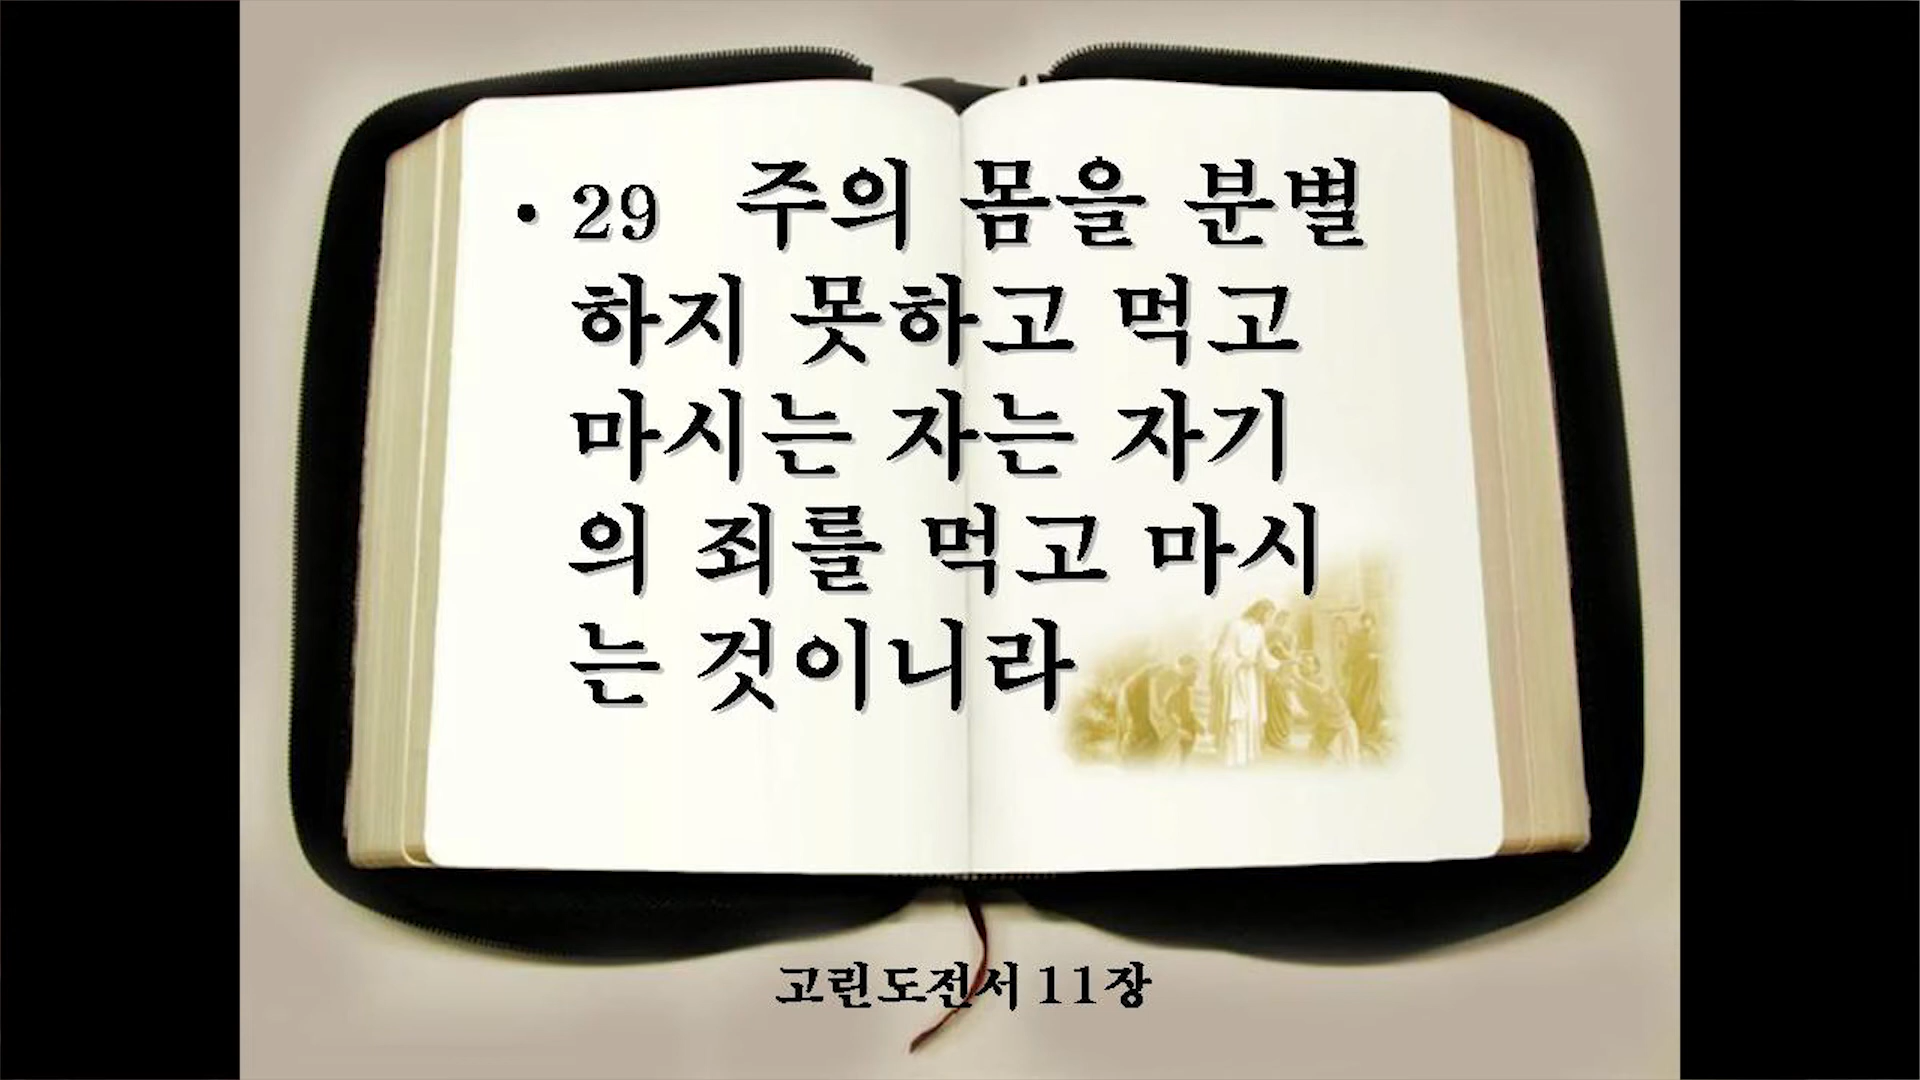 • 29 주의 몸을 분별
하지 못하고 먹고
마시는 자는 자기
의 죄를 먹고 마시
는 것이니라
고린도전서 11장